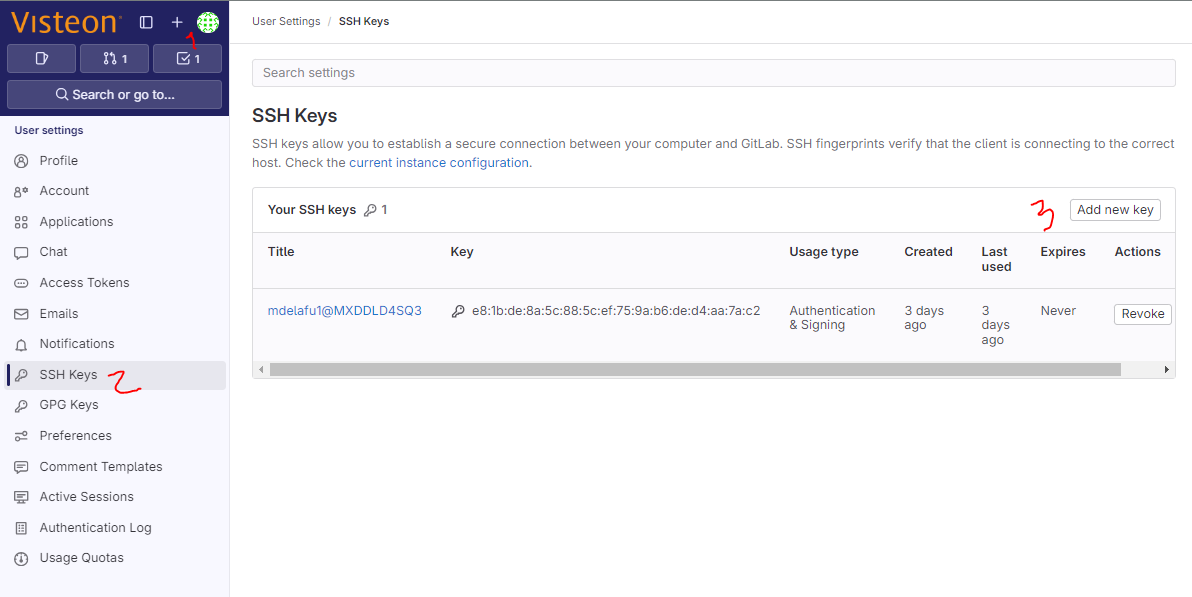 Visteon
1
1
1
Search or go to...
User settings
Profile
Account
Applications
Chat
Access Tokens
Emails
Notifications
SSH Keys 2
GPG Keys
Preferences
Comment Templates
Active Sessions
Authentication Log
Usage Quotas
User Settings / SSH Keys
Search settings
SSH Keys
SSH keys allow you to establish a secure connection between your computer and GitLab. SSH fingerprints verify that the client is connecting to the correct
host. Check the current instance configuration.
Your SSH keys 1
3 Add new key
Title Key Usage type Created Last used Expires Actions
mdelafu1@MXDDLD4SQ3 e8:1b:de:8a:5c:88:5c:ef:75:9a:b6:de:d4:aa:7a:c2 Authentication & Signing 3 days ago 3 days ago Never Revoke